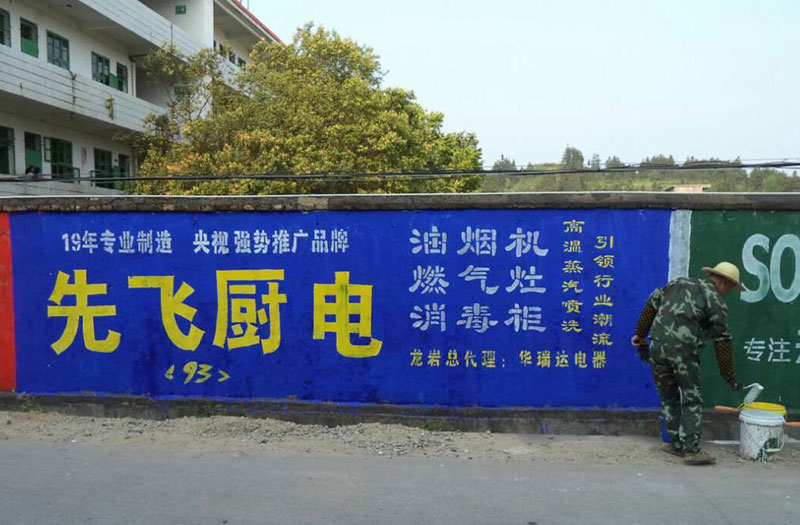 19年专业制造 央视强势推广品牌
先飞厨电
<93>
油烟机
燃气灶
消毒柜
高温蒸汽喷洗
引领行业潮流
龙岩总代理：华瑞达电器
SO
专注